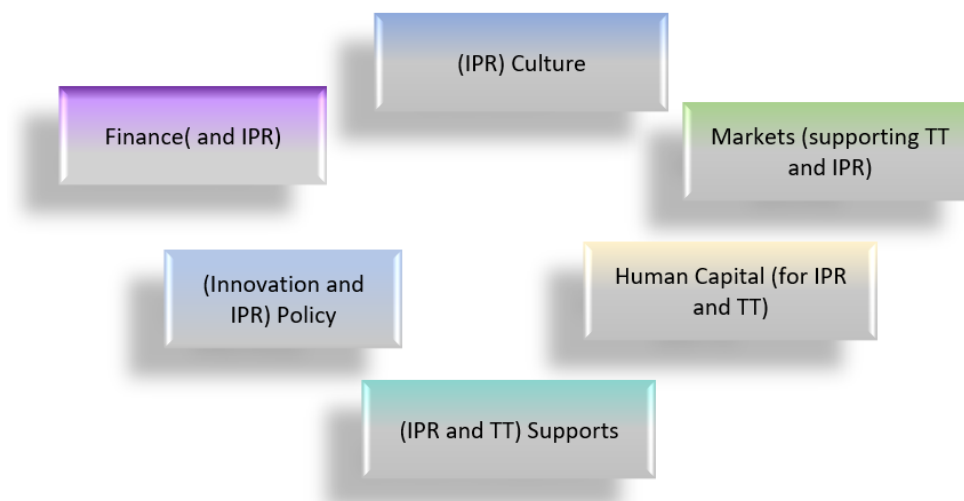 (IPR) Culture
Finance( and IPR)
Markets (supporting TT
and IPR)
(Innovation and
IPR) Policy
Human Capital (for IPR
and TT)
(IPR and TT) Supports